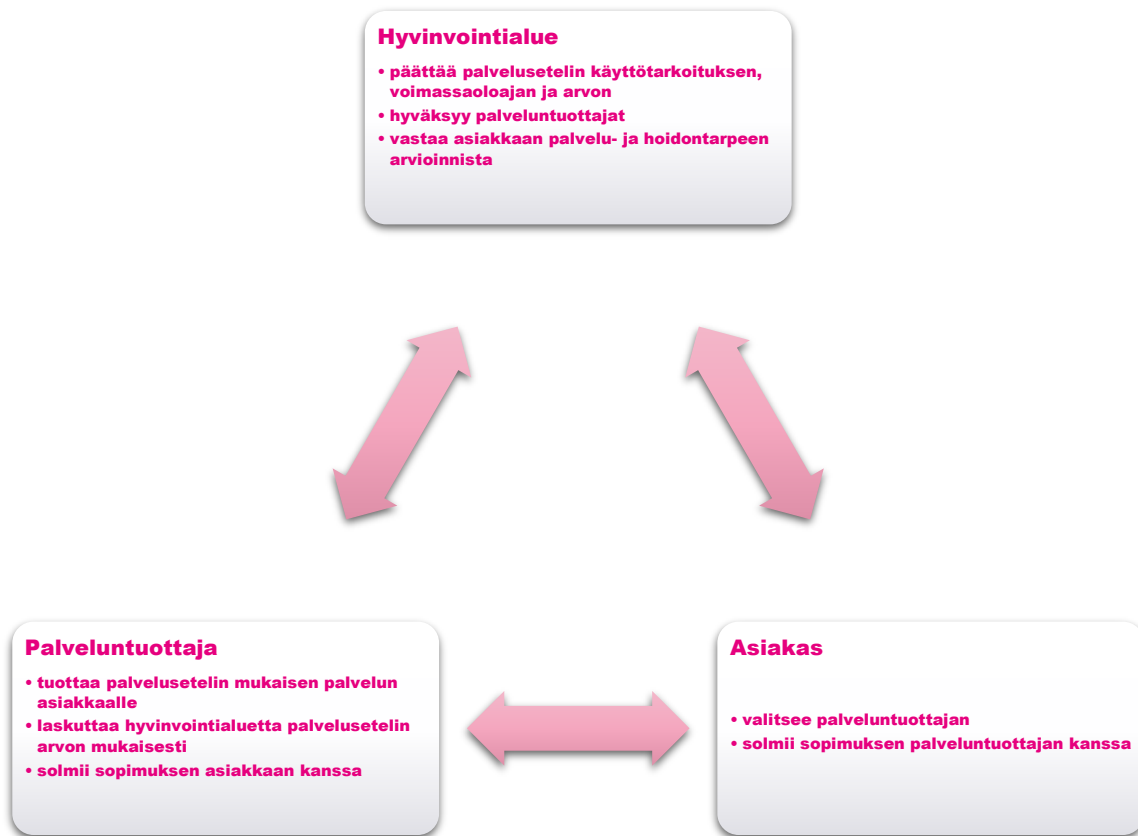 Hyvinvointialue
• päättää palvelusetelin käyttötarkoituksen,
voimassaoloajan ja arvon
• hyväksyy palveluntuottajat
• vastaa asiakkaan palvelu- ja hoidontarpeen
arvioinnista
Palveluntuottaja
• tuottaa palvelusetelin mukaisen palvelun
asiakkaalle
• laskuttaa hyvinvointialuetta palvelusetelin
arvon mukaisesti
• solmii sopimuksen asiakkaan kanssa
Asiakas
• valitsee palveluntuottajan
• solmii sopimuksen palveluntuottajan kanssa